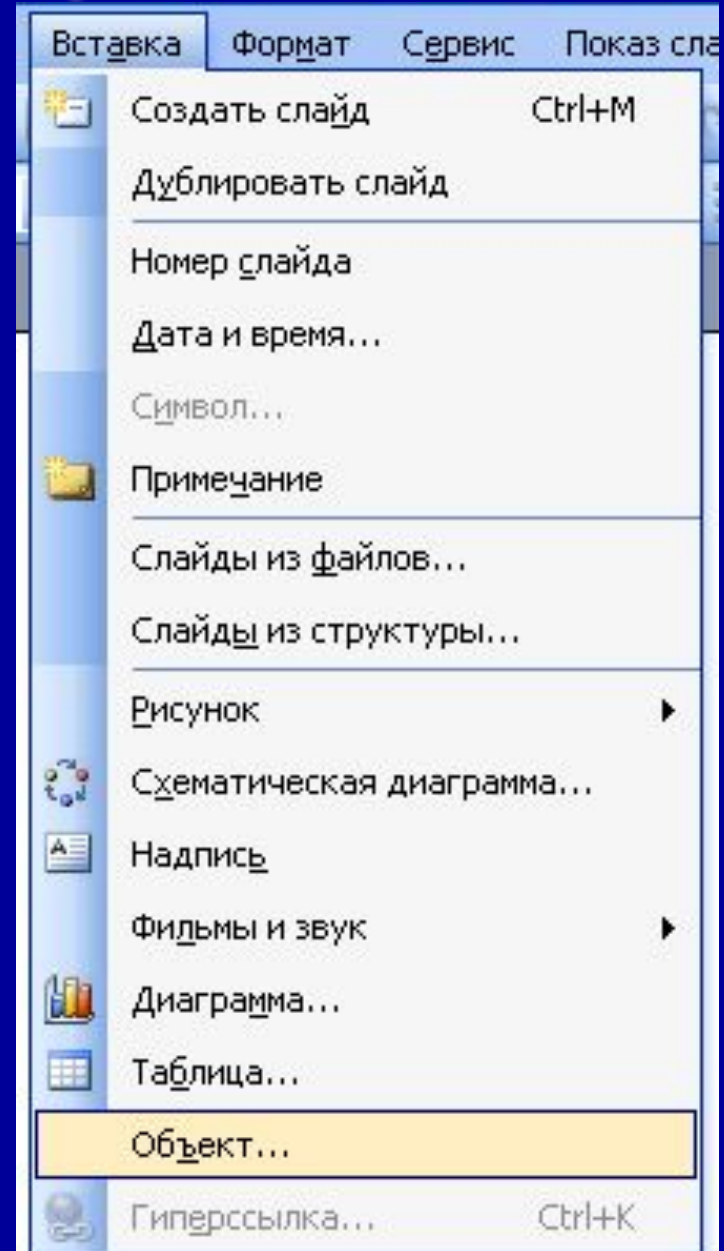 Вставка Формат Сервис Показ сла
Создать слайд Ctrl+M
Дублировать слайд
Номер слайда
Дата и время...
Символ...
Примечание
Слайды из файлов...
Слайды из структуры...
Рисунок
Схематическая диаграмма...
Надпись
Фильмы и звук
Диаграмма...
Таблица...
Объект...
Гиперссылка... Ctrl+K